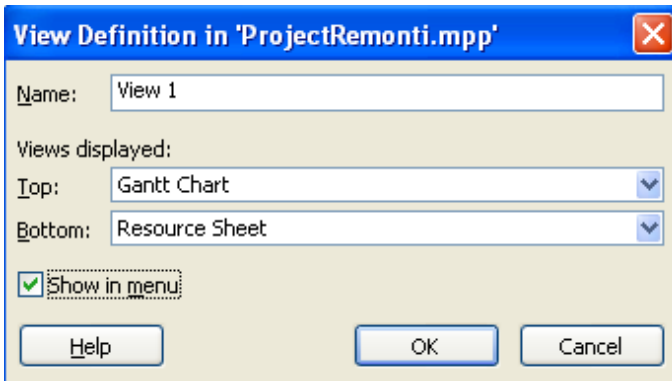 View Definition in 'ProjectRemonti.mpp'
Name: View 1
Views displayed:
Top: Gantt Chart
Bottom: Resource Sheet
Show in menu
Help OK Cancel